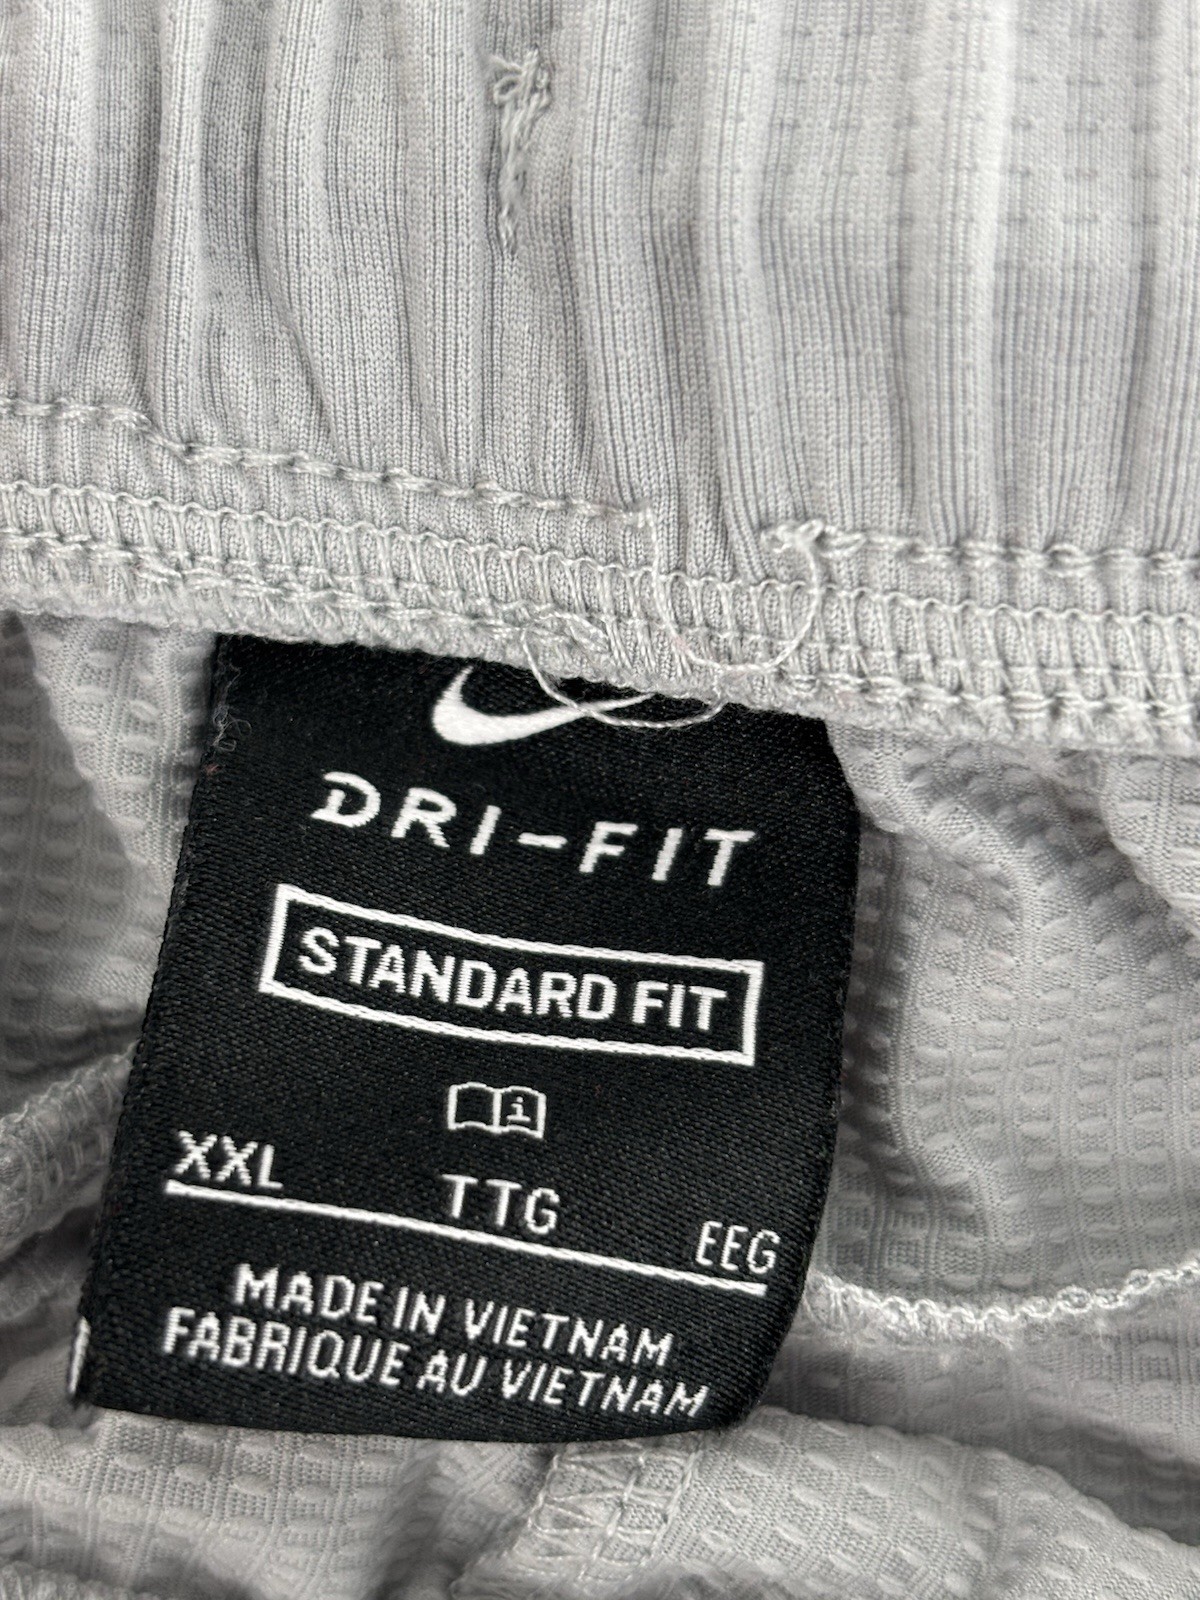 DRI-FIT
STANDARD FIT
i
XXL TTG EEG
MADE IN VIETNAM
FABRIQUE AU VIETNAM